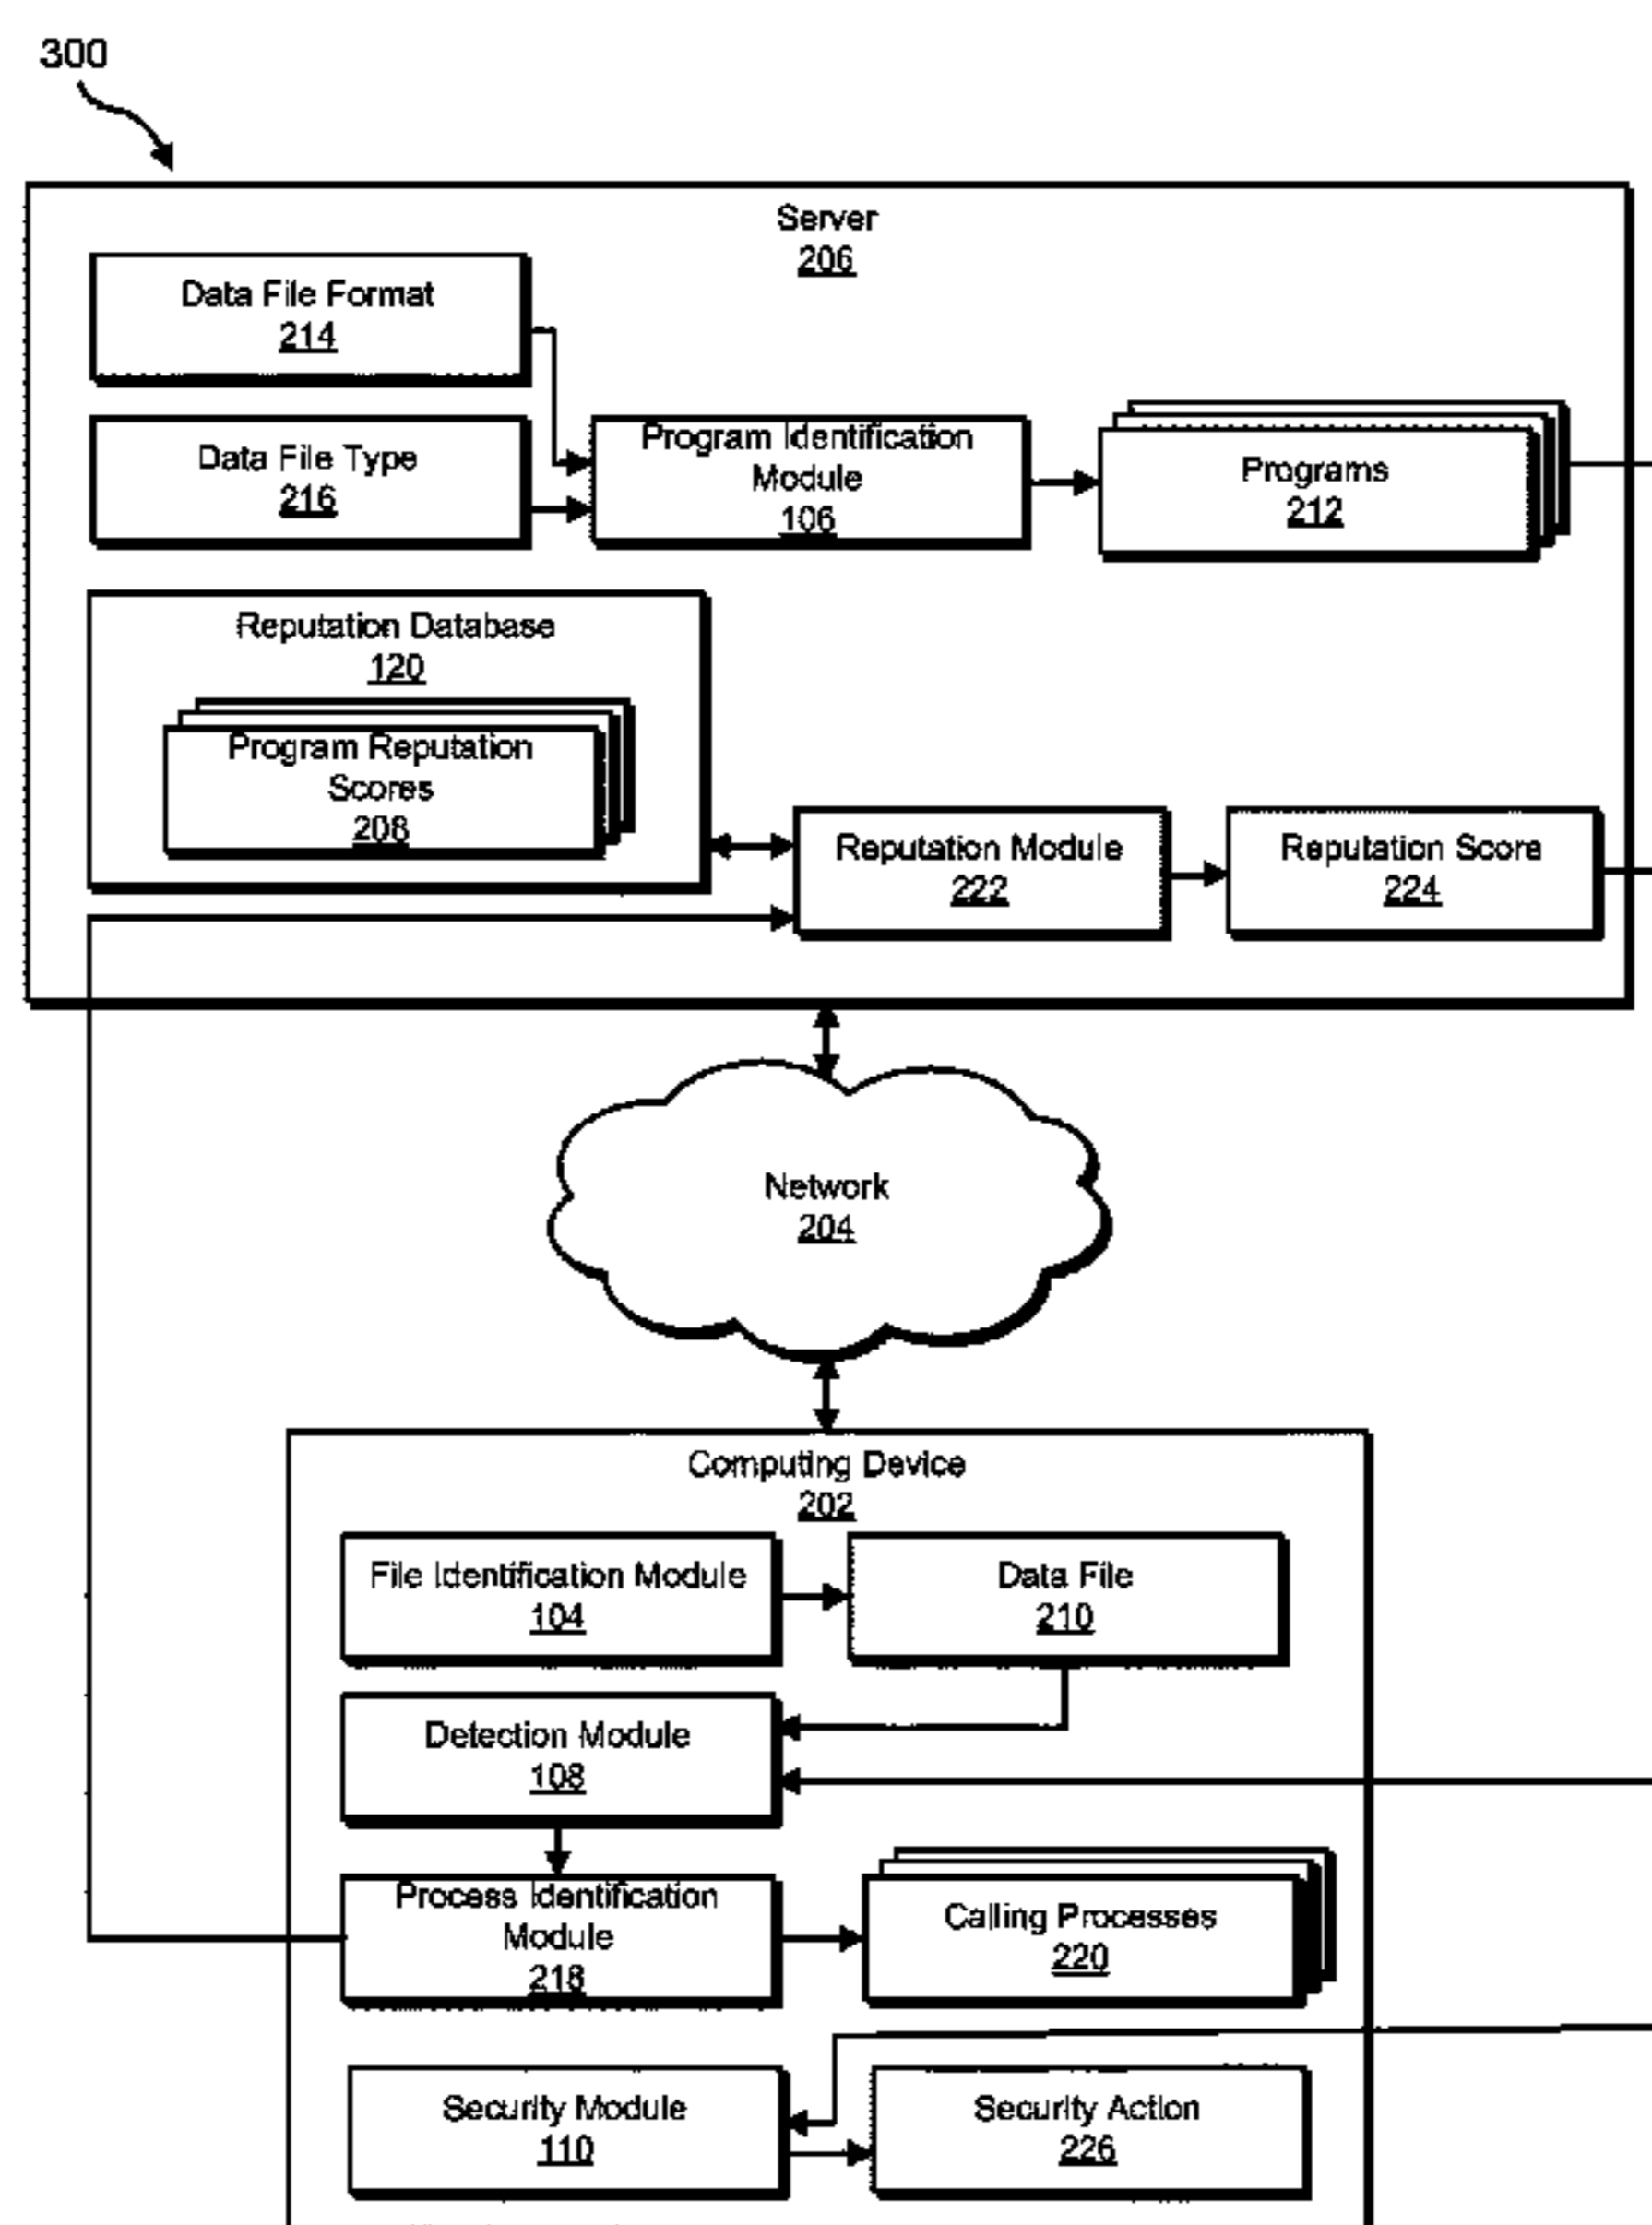 300
Server
206
Data File Format
214
Data File Type
216
Program Identification
Module
106
Programs
212
Reputation Database
120
Program Reputation
Scores
208
Reputation Module
222
Reputation Score
224
Network
204
Computing Device
202
File Identification Module
104
Data File
210
Detection Module
108
Process Identification
Module
218
Calling Processes
220
Security Module
110
Security Action
226